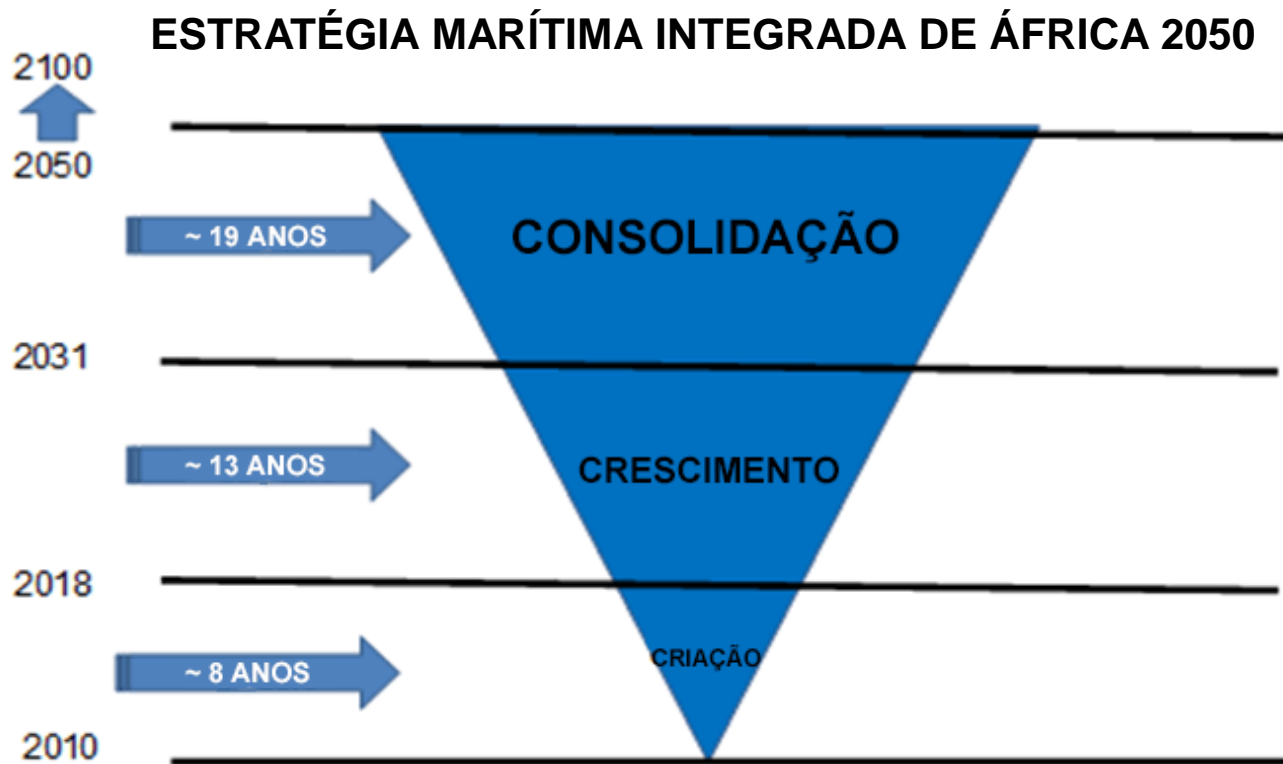 ESTRATÉGIA MARÍTIMA INTEGRADA DE ÁFRICA 2050
2100
2050
~ 19 ANOS
CONSOLIDAÇÃO
2031
~ 13 ANOS
CRESCIMENTO
2018
CRIAÇÃO
~ 8 ANOS
2010